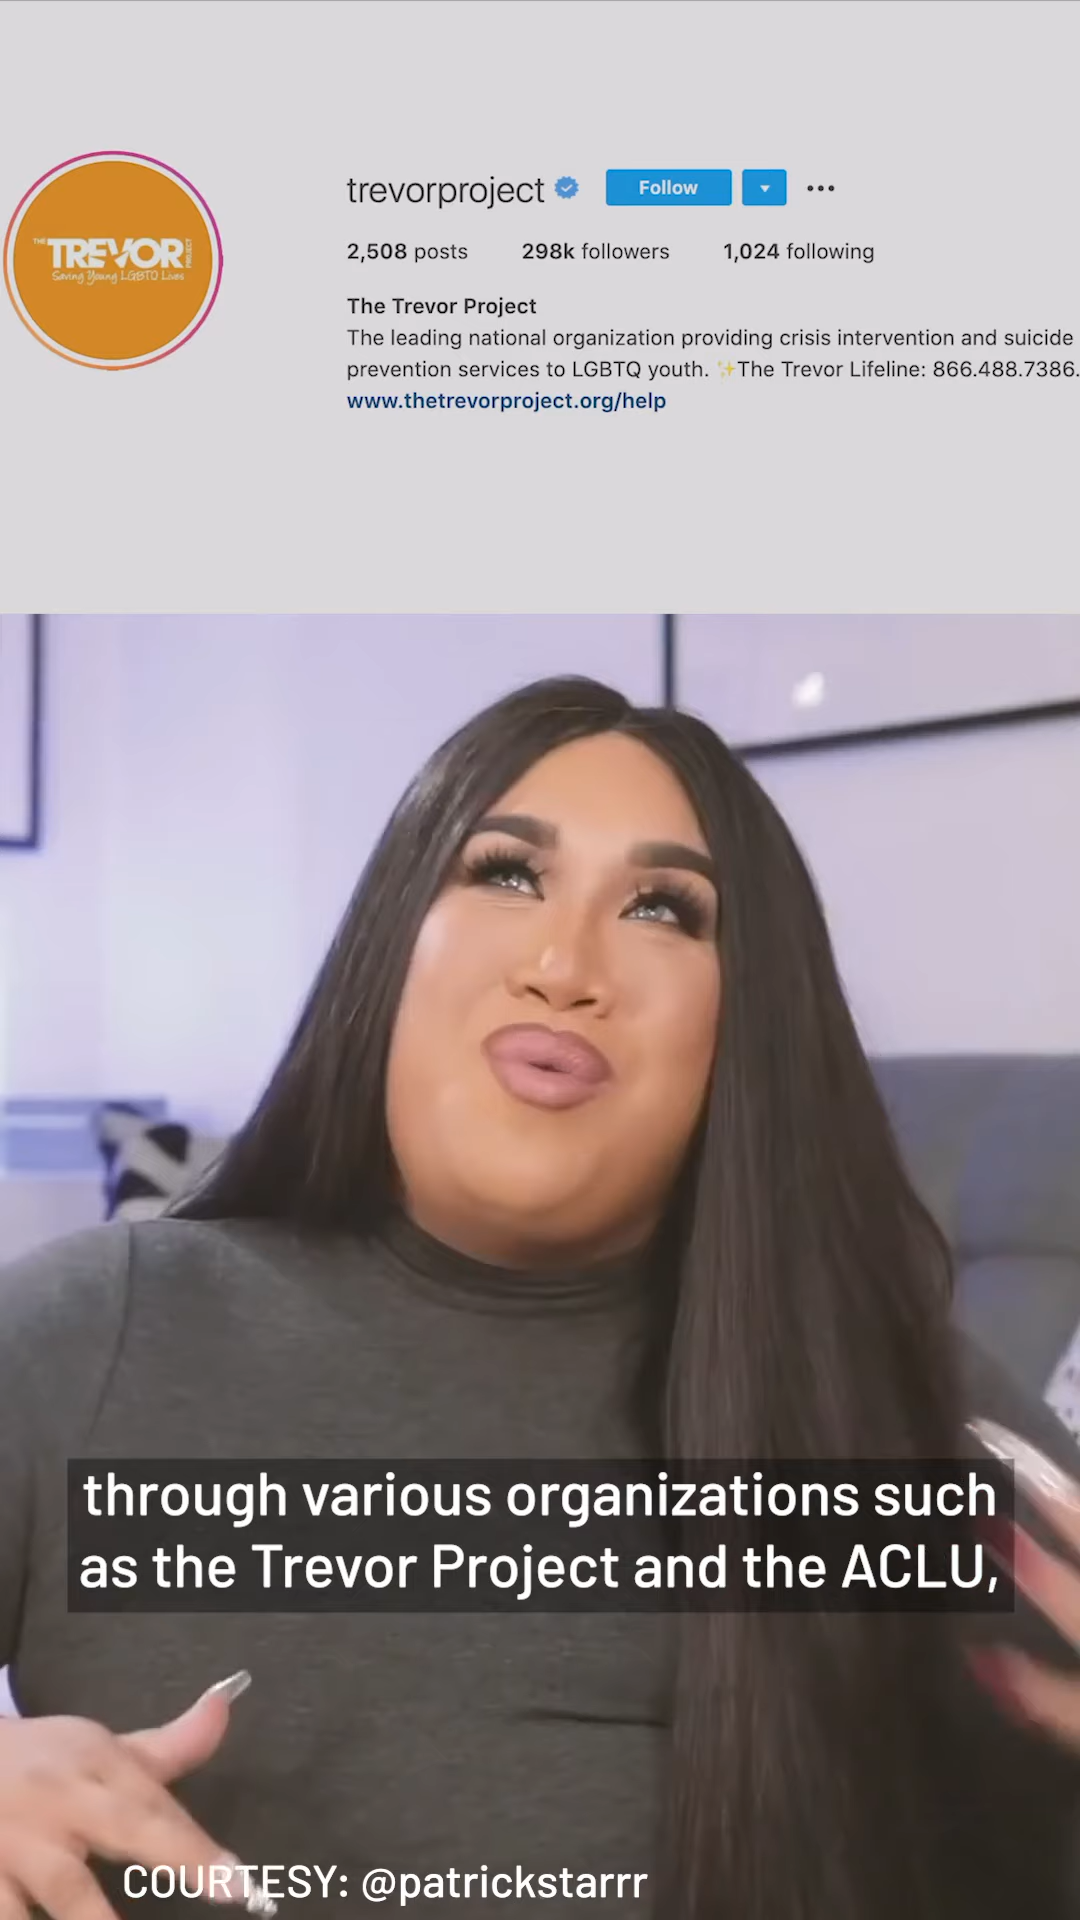 THE TREVOR PROJECT
Saving Young LGBTQ Lives
trevorproject
Follow
2,508 posts 298k followers 1,024 following
The Trevor Project
The leading national organization providing crisis intervention and suicide
prevention services to LGBTQ youth. ✨The Trevor Lifeline: 866.488.7386.
www.thetrevorproject.org/help
through various organizations such
as the Trevor Project and the ACLU,
COURTESY: @patrickstarrr